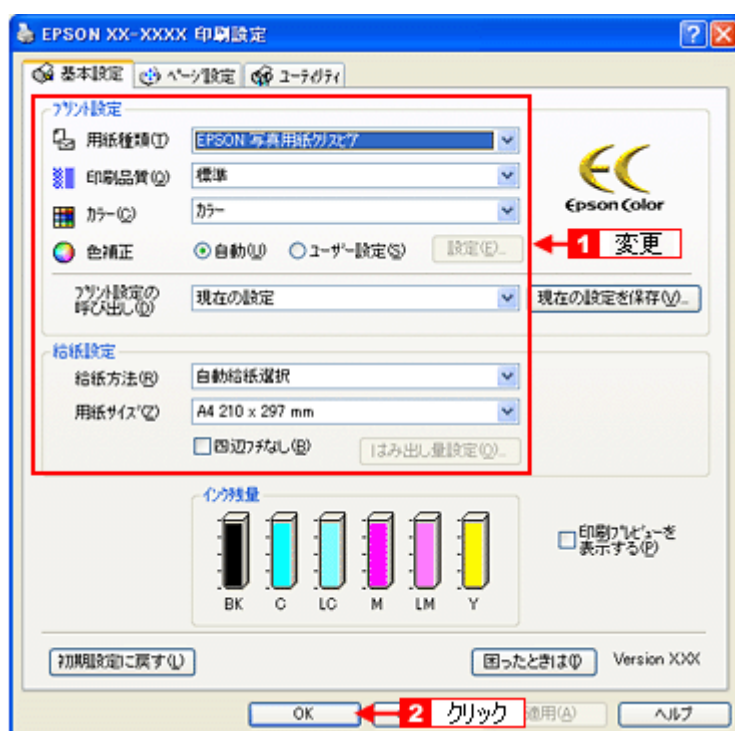 EPSON XX-XXXX 印刷設定
基本設定 ページ設定 ユーティリティ
プリント設定
用紙種類(T) EPSON 写真用紙クリスピア
印刷品質(Q) 標準
カラー(C) カラー
色補正 自動(U) ユーザー設定(S) 設定(E)...
Epson Color
1 変更
プリント設定の
呼び出し(D) 現在の設定 現在の設定を保存(V)...
給紙設定
給紙方法(R) 自動給紙選択
用紙サイズ(Z) A4 210 x 297 mm
四辺フチなし(B) はみ出し量設定(O)...
インク残量
BK C LC M LM Y
印刷プレビューを
表示する(P)
初期設定に戻す(L) 困ったときは(I) Version X.XX
OK 2 クリック 適用(A) ヘルプ